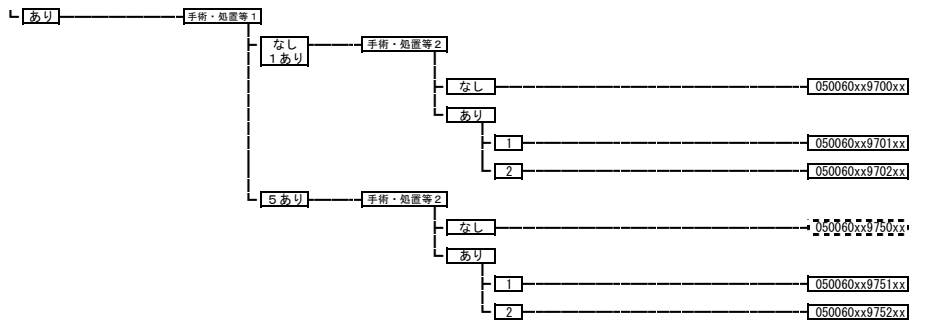 あり 手術・処置等1
なし 手術・処置等2
1あり
なし 050060xx9700xx
あり
1 050060xx9701xx
2 050060xx9702xx
5あり 手術・処置等2
なし 050060xx9750xx
あり
1 050060xx9751xx
2 050060xx9752xx